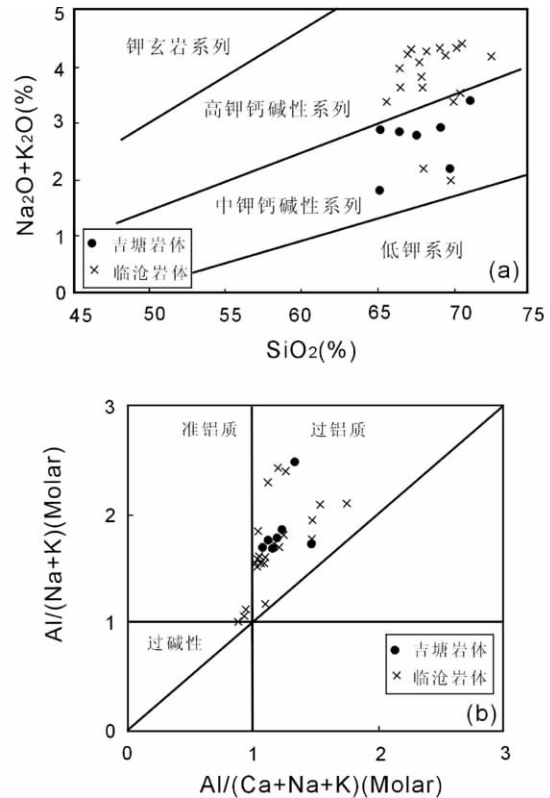 5
4
3
2
1
0
Na2O+K2O(%)
钾玄岩系列
高钾钙碱性系列
中钾钙碱性系列
低钾系列
吉塘岩体
临沧岩体
(a)
45 50 55 60 65 70 75
SiO2(%)
3
2
1
0
Al/(Na+K)(Molar)
准铝质 过铝质
过碱性
吉塘岩体
临沧岩体
(b)
0 1 2 3
Al/(Ca+Na+K)(Molar)